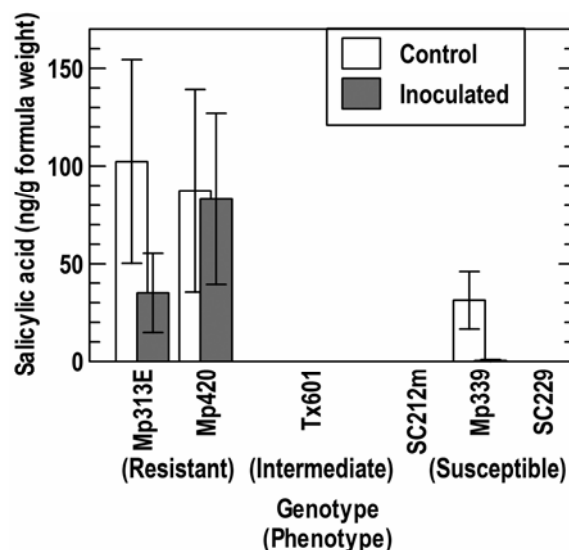 Control
Inoculated
Salicylic acid (ng/g formula weight)
150
100
50
0
Mp313E
Mp420
Tx601
SC212m
Mp339
SC229
(Resistant) (Intermediate) (Susceptible)
Genotype
(Phenotype)